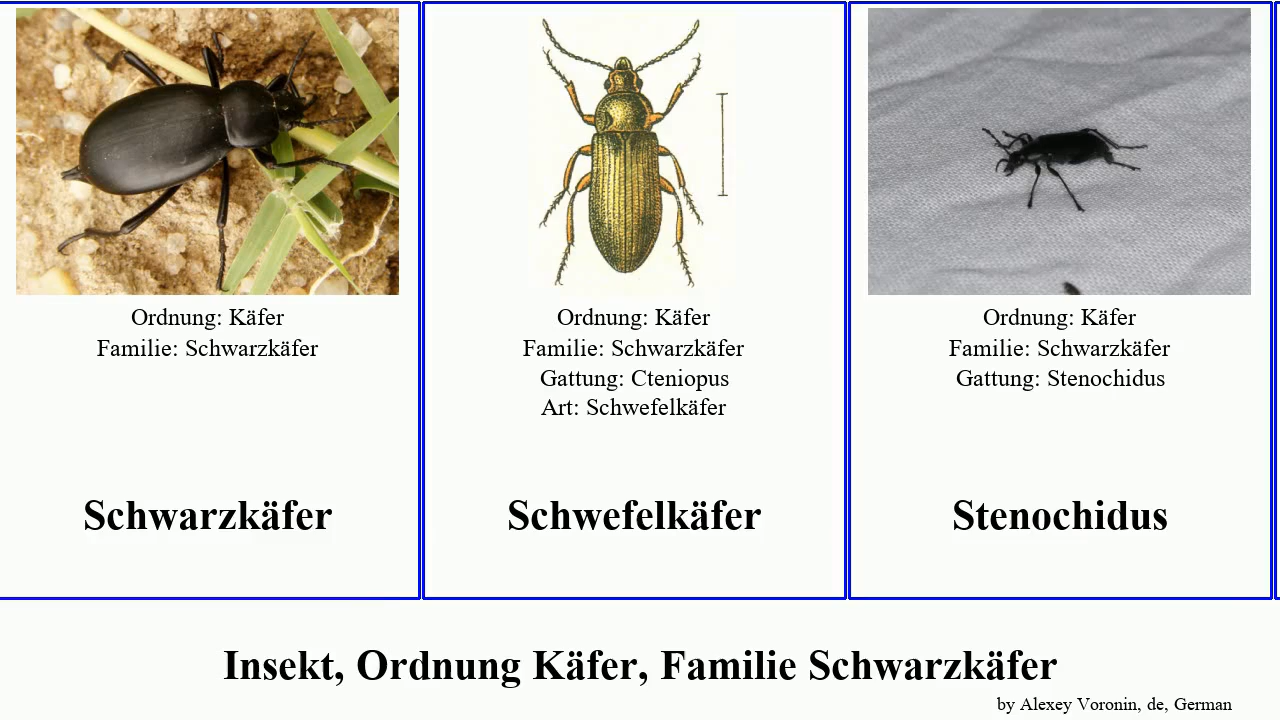 Ordnung: Käfer
Familie: Schwarzkäfer
Schwarzkäfer
Ordnung: Käfer
Familie: Schwarzkäfer
Gattung: Cteniopus
Art: Schwefelkäfer
Schwefelkäfer
Ordnung: Käfer
Familie: Schwarzkäfer
Gattung: Stenochidus
Stenochidus
Insekt, Ordnung Käfer, Familie Schwarzkäfer
by Alexey Voronin, de, German